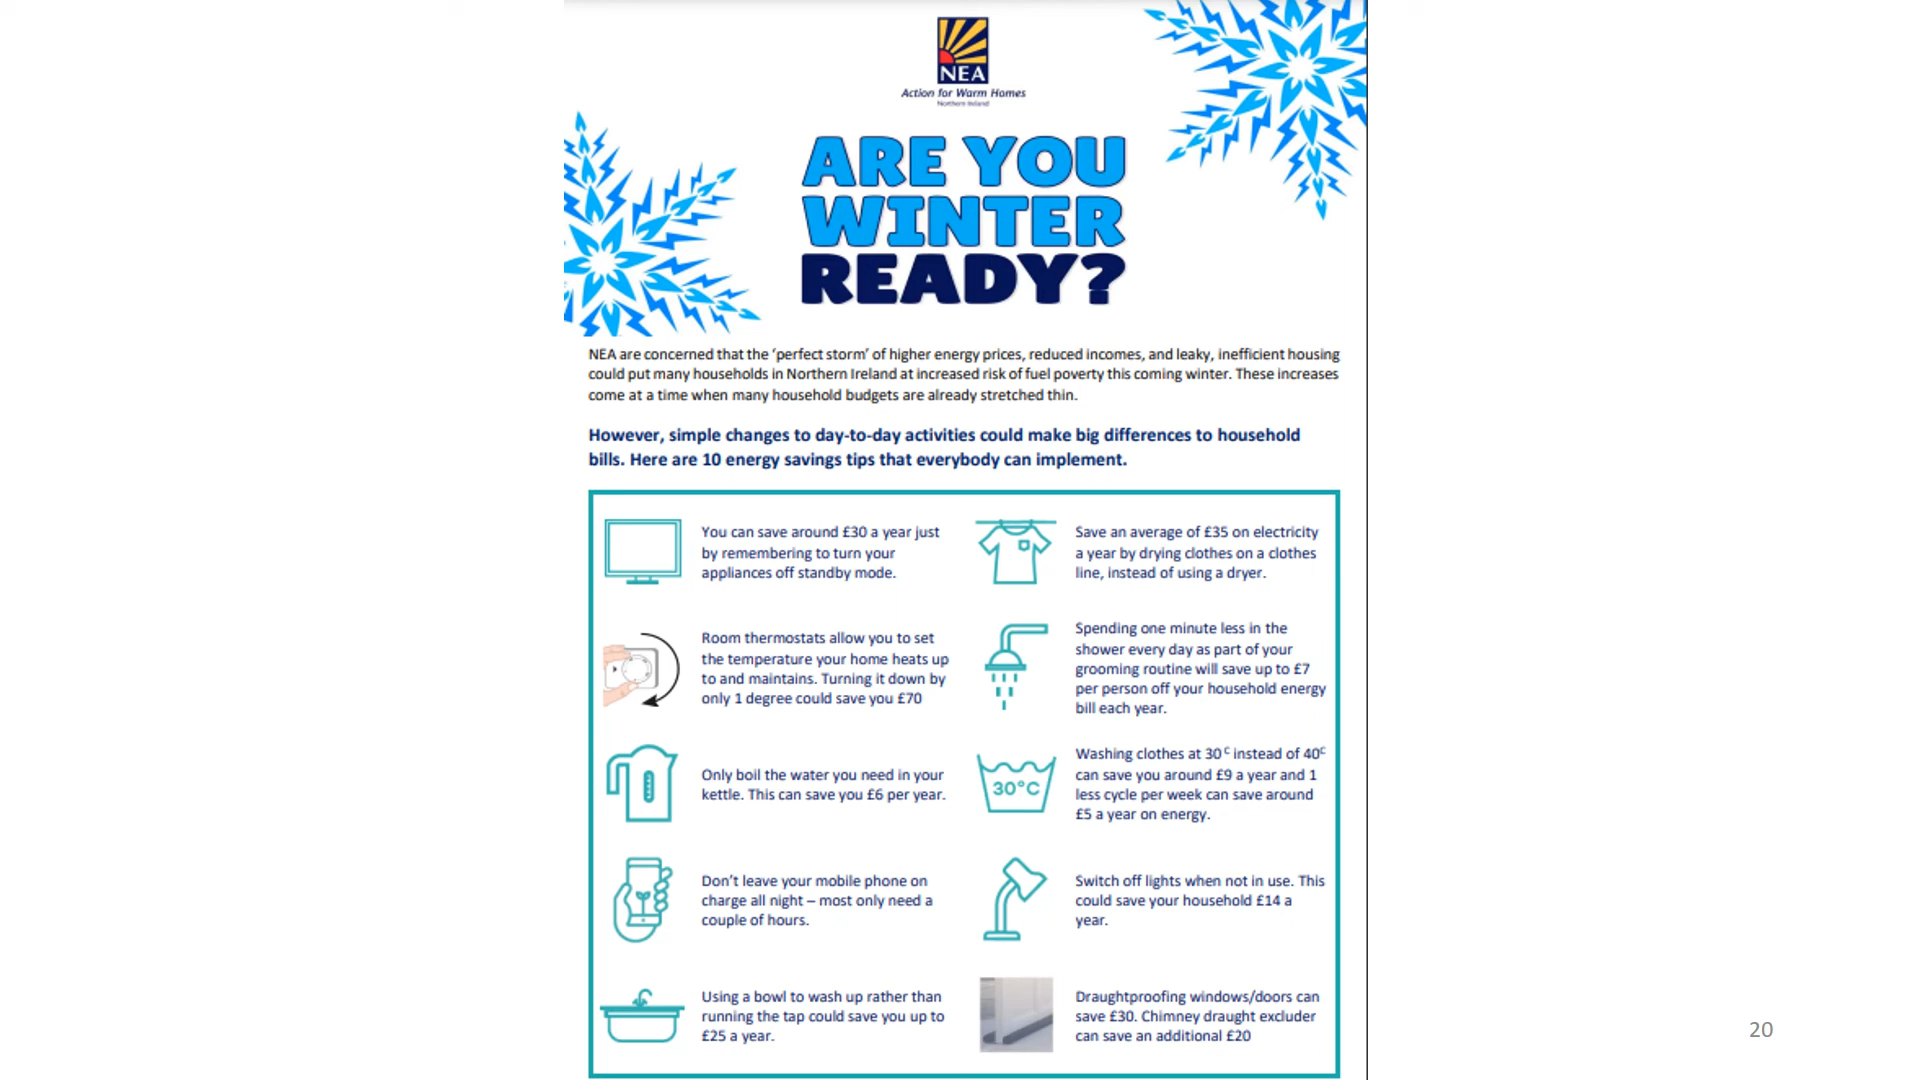 NEA
Action for Warm Homes
Northern Ireland
ARE YOU
WINTER
READY?
NEA are concerned that the ‘perfect storm’ of higher energy prices, reduced incomes, and leaky, inefficient housing
could put many households in Northern Ireland at increased risk of fuel poverty this coming winter. These increases
come at a time when many household budgets are already stretched thin.
However, simple changes to day-to-day activities could make big differences to household
bills. Here are 10 energy savings tips that everybody can implement.
You can save around £30 a year just
by remembering to turn your
appliances off standby mode.
Save an average of £35 on electricity
a year by drying clothes on a clothes
line, instead of using a dryer.
Room thermostats allow you to set
the temperature your home heats up
to and maintains. Turning it down by
only 1 degree could save you £70
Spending one minute less in the
shower every day as part of your
grooming routine will save up to £7
per person off your household energy
bill each year.
Only boil the water you need in your
kettle. This can save you £6 per year.
30°C
Washing clothes at 30 ᶜ instead of 40ᶜ
can save you around £9 a year and 1
less cycle per week can save around
£5 a year on energy.
Don’t leave your mobile phone on
charge all night – most only need a
couple of hours.
Switch off lights when not in use. This
could save your household £14 a
year.
Using a bowl to wash up rather than
running the tap could save you up to
£25 a year.
Draughtproofing windows/doors can
save £30. Chimney draught excluder
can save an additional £20
20